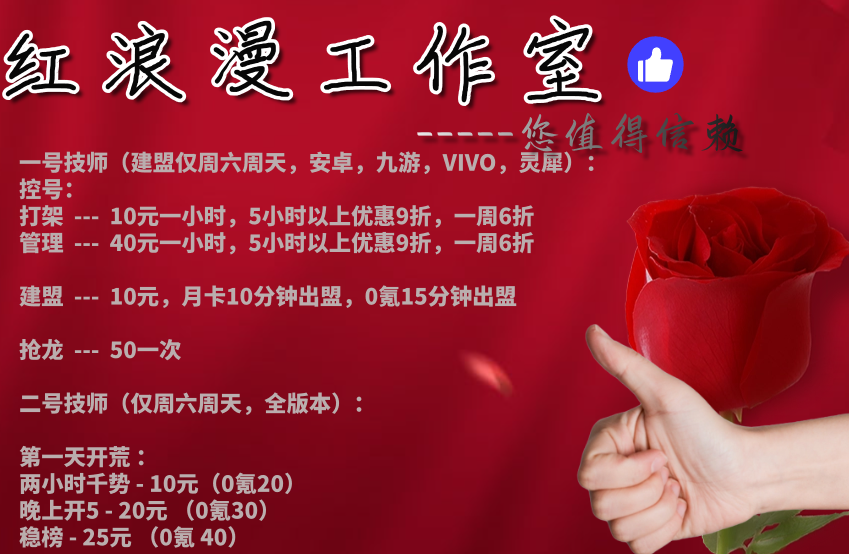 红浪漫工作室
-----您值得信赖
一号技师（建盟仅周六周天，安卓，九游，VIVO，灵犀）：
控号：
打架 --- 10元一小时，5小时以上优惠9折，一周6折
管理 --- 40元一小时，5小时以上优惠9折，一周6折
建盟 --- 10元，月卡10分钟出盟，0氪15分钟出盟
抢龙 --- 50一次
二号技师（仅周六周天，全版本）：
第一天开荒：
两小时千势 - 10元（0氪20）
晚上开5 - 20元 （0氪30）
稳榜 - 25元 （0氪 40）